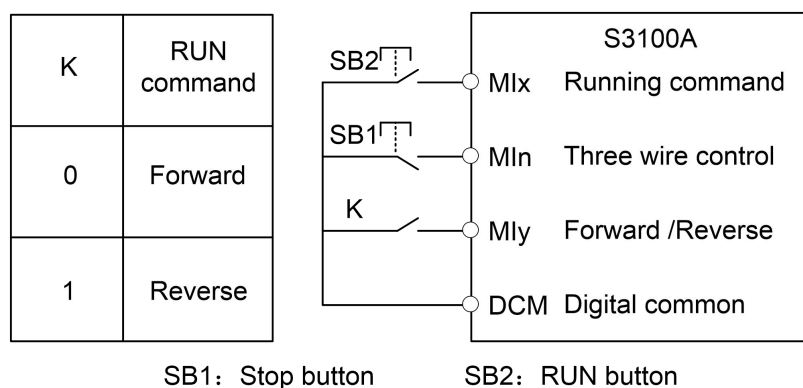 K
RUN
command
0
Forward
1
Reverse
S3100A
SB2
MIx Running command
SB1
MIn Three wire control
K
MIy Forward /Reverse
DCM Digital common
SB1：Stop button SB2：RUN button